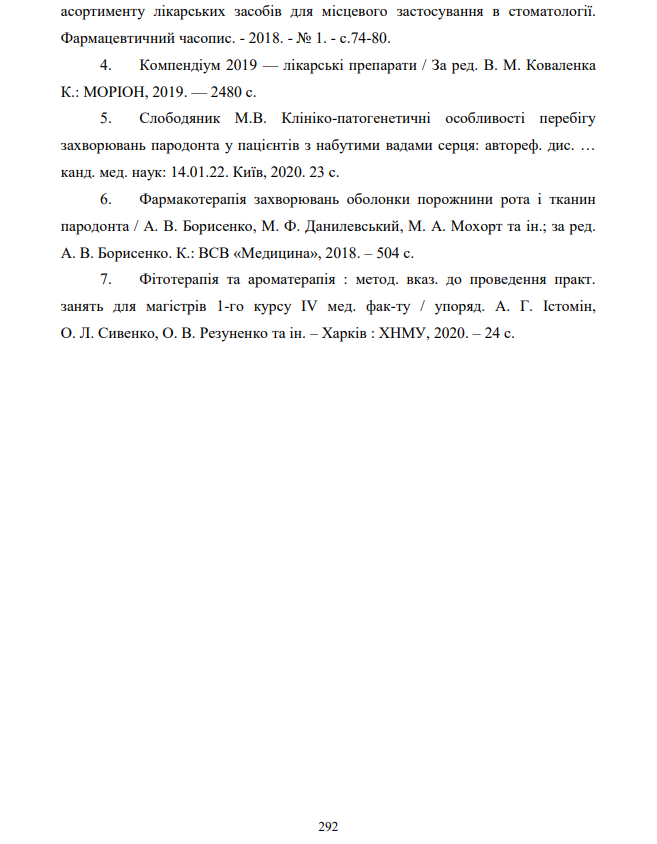 асортименту лікарських засобів для місцевого застосування в стоматології.
Фармацевтичний часопис. - 2018. - № 1. - с.74-80.
4. Компендіум 2019 — лікарські препарати / За ред. В. М. Коваленка
К.: МОРІОН, 2019. — 2480 с.
5. Слободяник М.В. Клініко-патогенетичні особливості перебігу
захворювань пародонта у пацієнтів з набутими вадами серця: автореф. дис. …
канд. мед. наук: 14.01.22. Київ, 2020. 23 с.
6. Фармакотерапія захворювань оболонки порожнини рота і тканин
пародонта / А. В. Борисенко, М. Ф. Данилевський, М. А. Мохорт та ін.; за ред.
А. В. Борисенко. К.: ВСВ «Медицина», 2018. – 504 с.
7. Фітотерапія та ароматерапія : метод. вказ. до проведення практ.
занять для магістрів 1-го курсу IV мед. фак-ту / упоряд. А. Г. Істомін,
О. Л. Сивенко, О. В. Резуненко та ін. – Харків : ХНМУ, 2020. – 24 с.
292